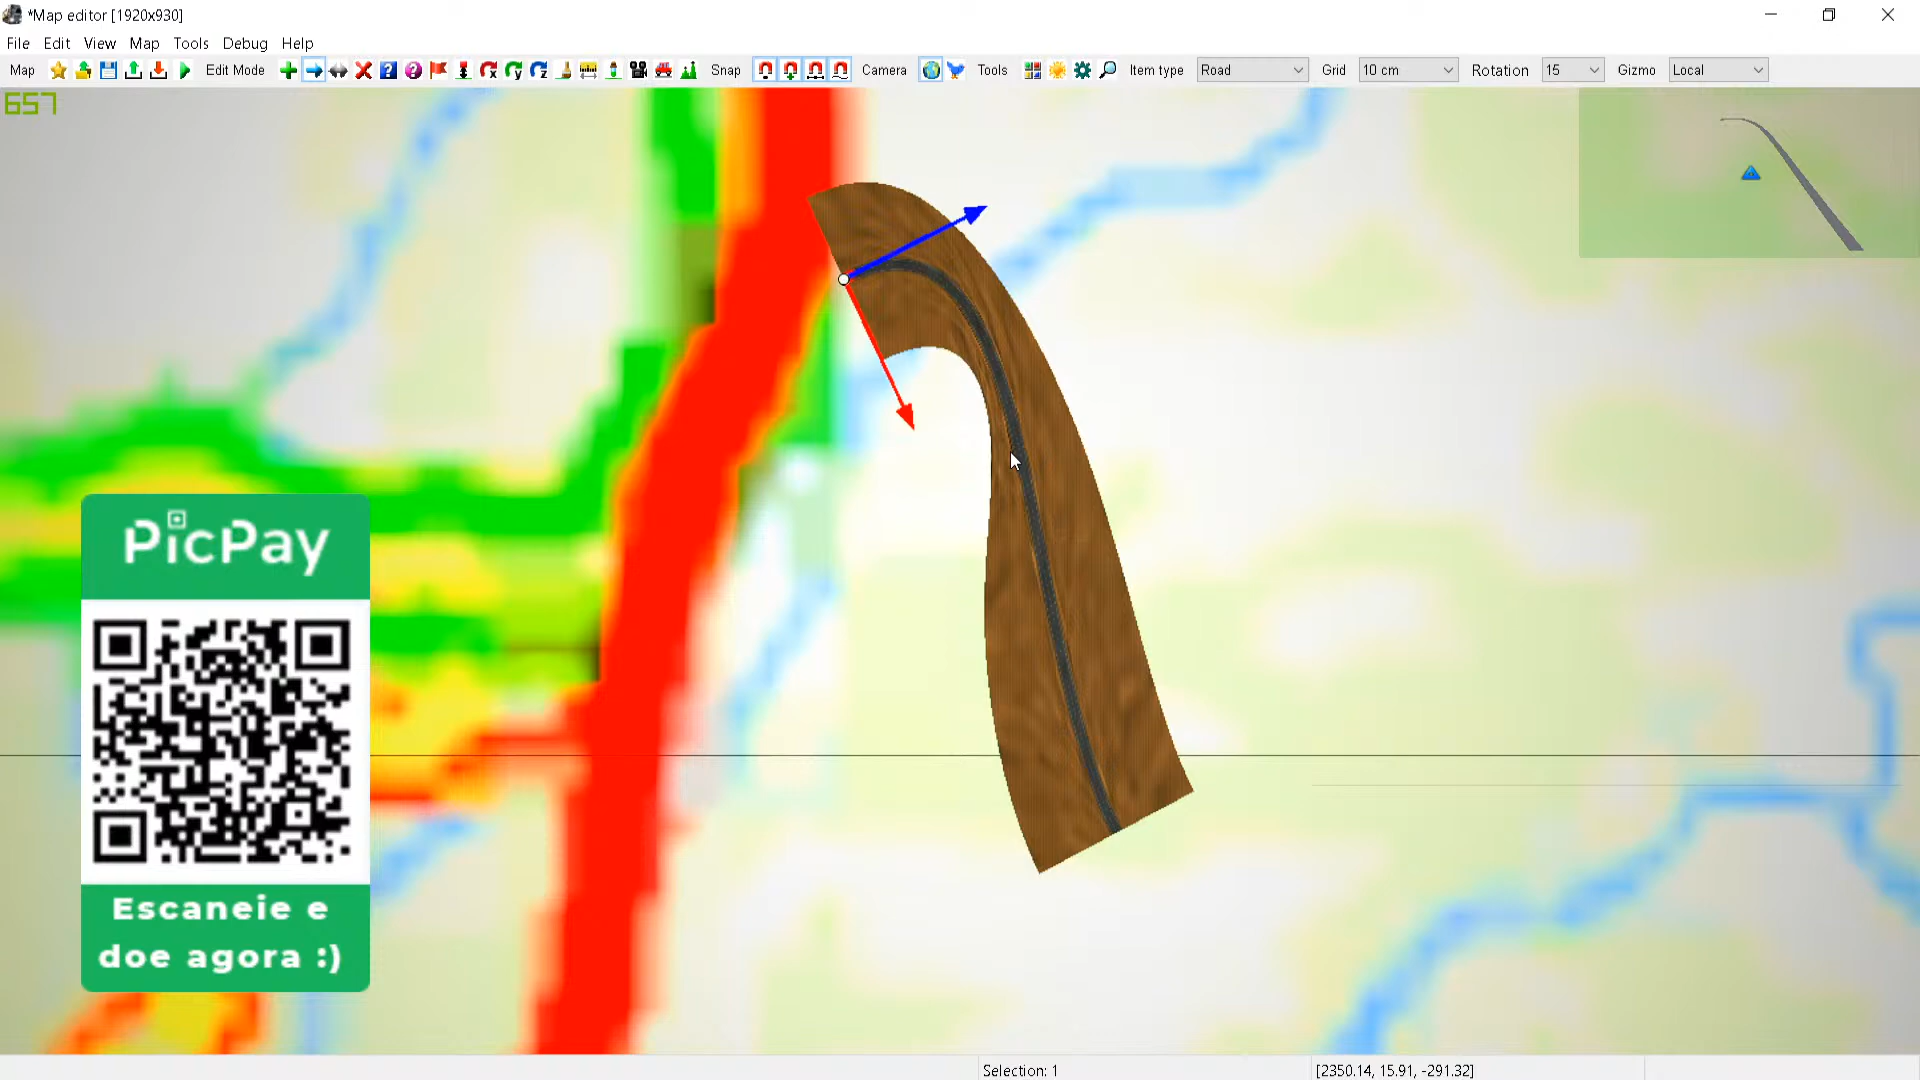 *Map editor [1920x930]
File Edit View Map Tools Debug Help
Map Edit Mode Snap Camera Tools Item type Road Grid 10 cm Rotation 15 Gizmo Local
657
PicPay
Escaneie e
doe agora :)
Selection: 1 [2350.14, 15.91, -291.32]